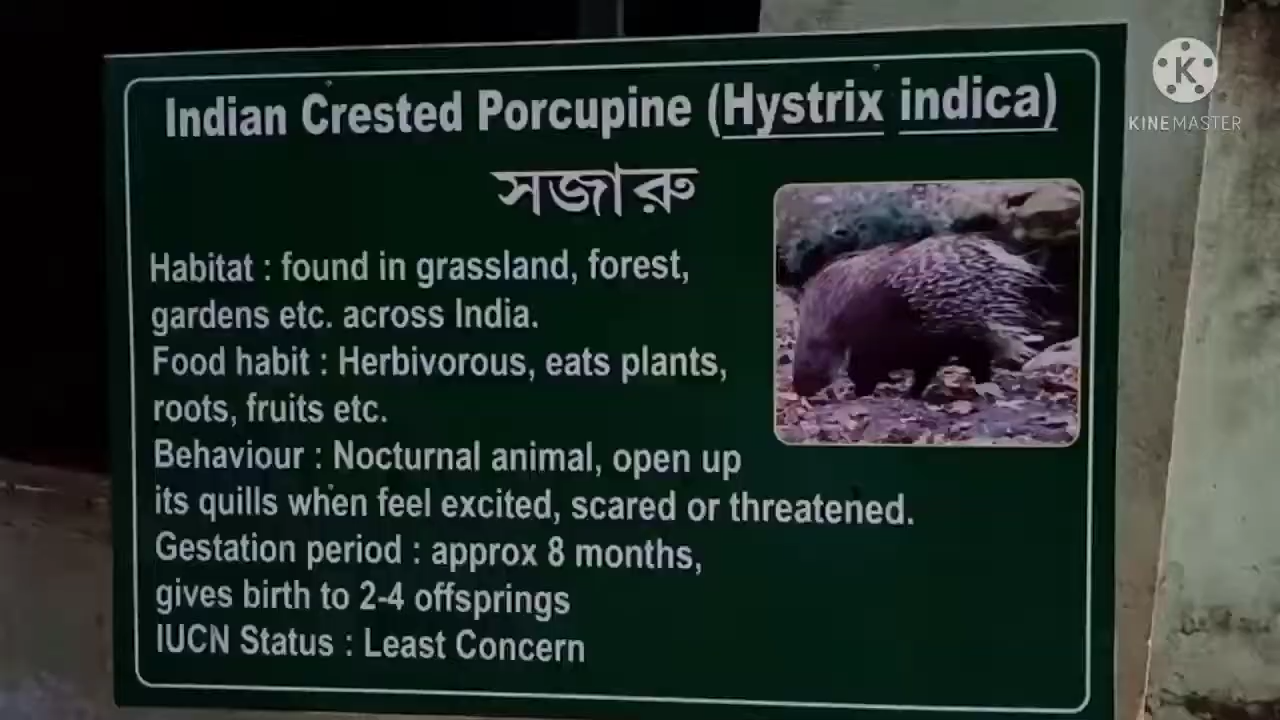 Indian Crested Porcupine (Hystrix indica)
সজারু
Habitat : found in grassland, forest,
gardens etc. across India.
Food habit : Herbivorous, eats plants,
roots, fruits etc.
Behaviour : Nocturnal animal, open up
its quills when feel excited, scared or threatened.
Gestation period : approx 8 months,
gives birth to 2-4 offsprings
IUCN Status : Least Concern
K
KINEMASTER